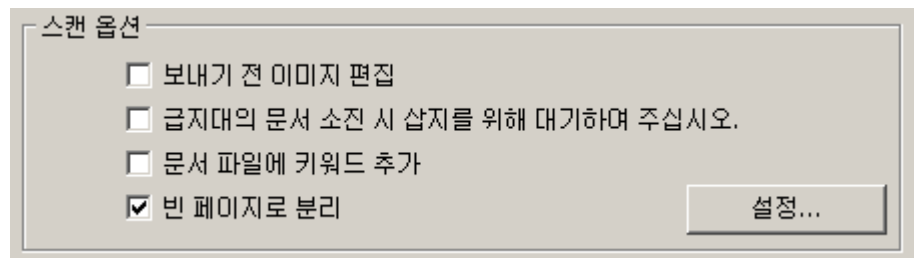 스캔 옵션
보내기 전 이미지 편집
급지대의 문서 소진 시 삽지를 위해 대기하여 주십시오.
문서 파일에 키워드 추가
빈 페이지로 분리
설정...